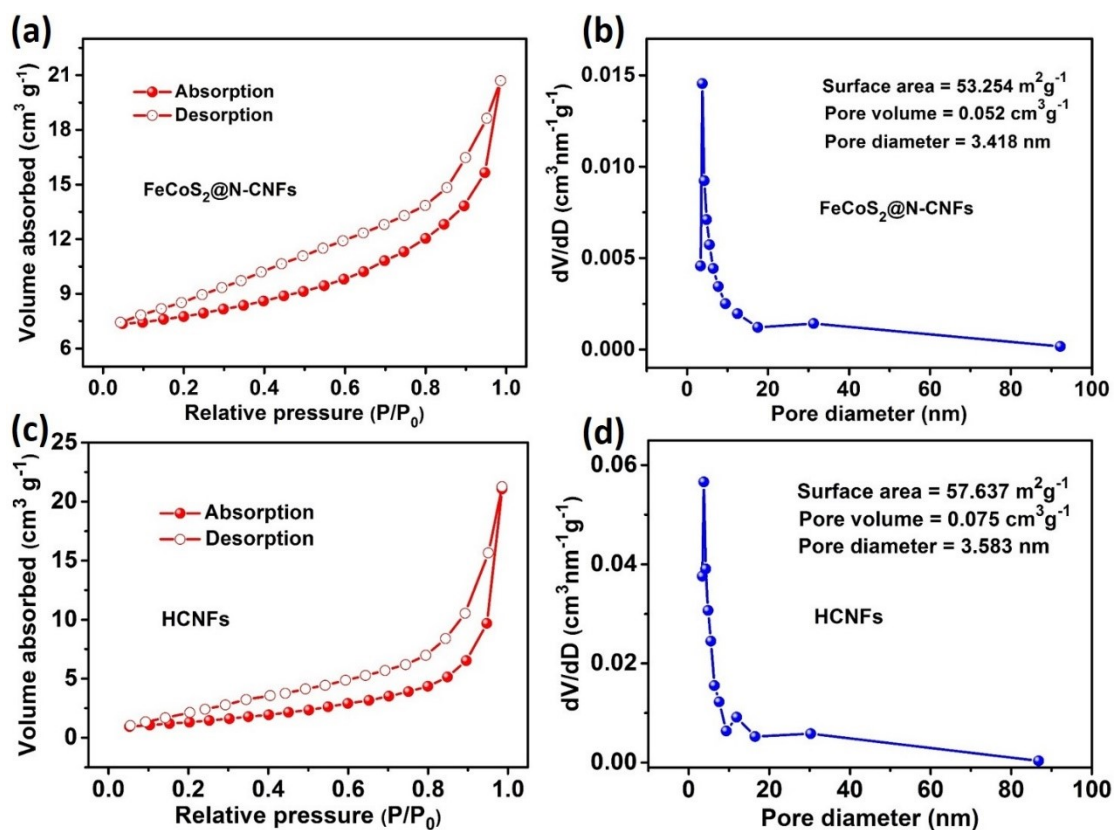 (a)
21
18
15
12
9
6
Volume absorbed (cm³ g⁻¹)
Absorption
Desorption
FeCoS₂@N-CNFs
0.0 0.2 0.4 0.6 0.8 1.0
Relative pressure (P/P₀)
(b)
0.015
0.010
0.005
0.000
dV/dD (cm³nm⁻¹g⁻¹)
Surface area = 53.254 m²g⁻¹
Pore volume = 0.052 cm³g⁻¹
Pore diameter = 3.418 nm
FeCoS₂@N-CNFs
0 20 40 60 80 100
Pore diameter (nm)
(c)
25
20
15
10
5
0
Volume absorbed (cm³ g⁻¹)
Absorption
Desorption
HCNFs
0.0 0.2 0.4 0.6 0.8 1.0
Relative pressure (P/P₀)
(d)
0.06
0.04
0.02
0.00
dV/dD (cm³nm⁻¹g⁻¹)
Surface area = 57.637 m²g⁻¹
Pore volume = 0.075 cm³g⁻¹
Pore diameter = 3.583 nm
HCNFs
0 20 40 60 80 100
Pore diameter (nm)